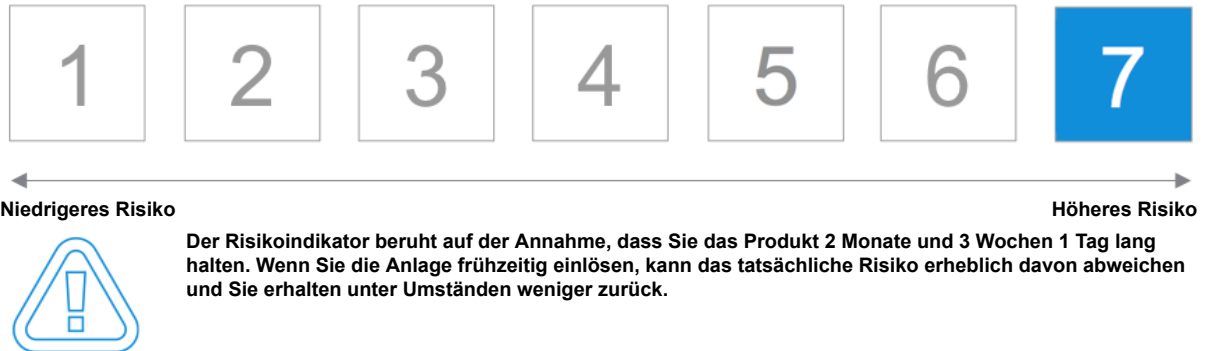 1 2 3 4 5 6 7
Niedrigeres Risiko Höheres Risiko
Der Risikoindikator beruht auf der Annahme, dass Sie das Produkt 2 Monate und 3 Wochen 1 Tag lang
halten. Wenn Sie die Anlage frühzeitig einlösen, kann das tatsächliche Risiko erheblich davon abweichen
und Sie erhalten unter Umständen weniger zurück.